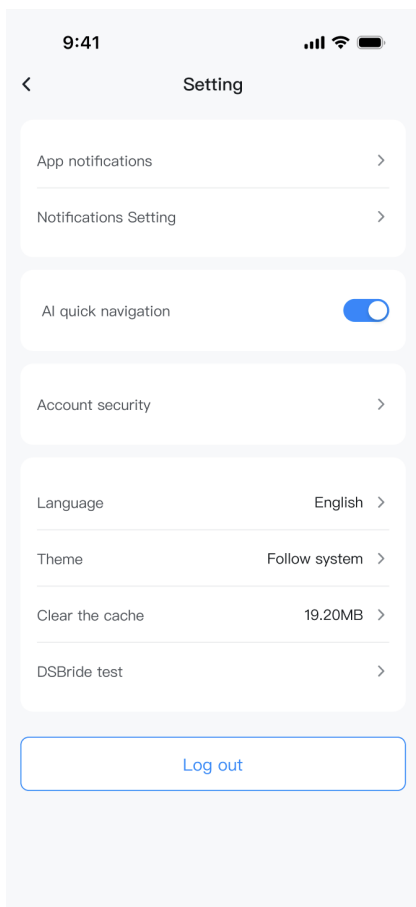 9:41
Setting
App notifications
Notifications Setting
AI quick navigation
Account security
Language English
Theme Follow system
Clear the cache 19.20MB
DSBride test
Log out